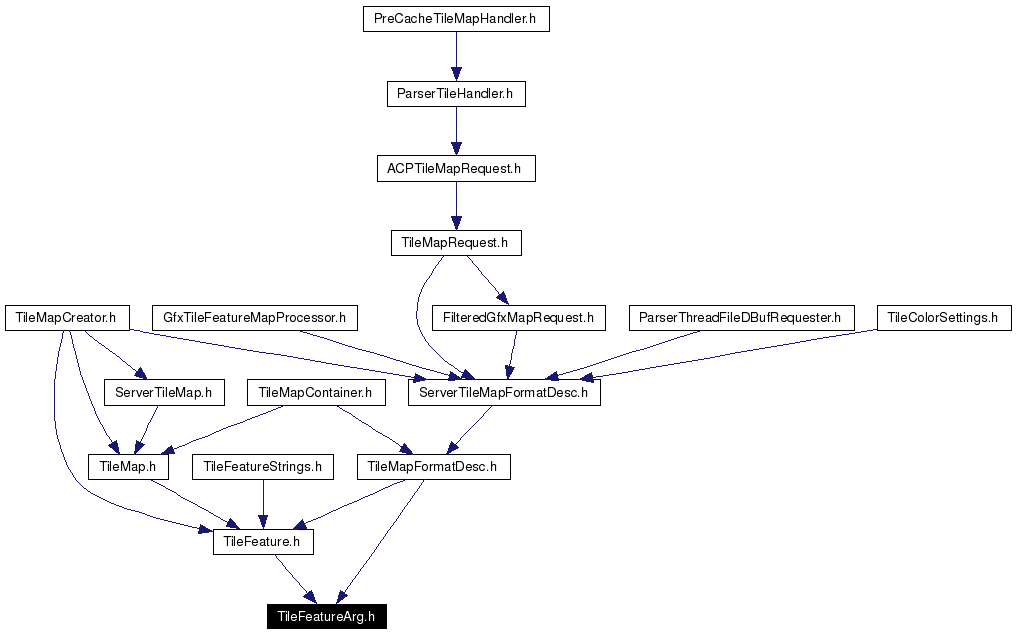 PreCacheTileMapHandler.h
ParserTileHandler.h
ACPTileMapRequest.h
TileMapRequest.h
TileMapCreator.h
GfxTileFeatureMapProcessor.h
FilteredGfxMapRequest.h
ParserThreadFileDBufRequester.h
TileColorSettings.h
ServerTileMap.h
TileMapContainer.h
ServerTileMapFormatDesc.h
TileMap.h
TileFeatureStrings.h
TileMapFormatDesc.h
TileFeature.h
TileFeatureArg.h